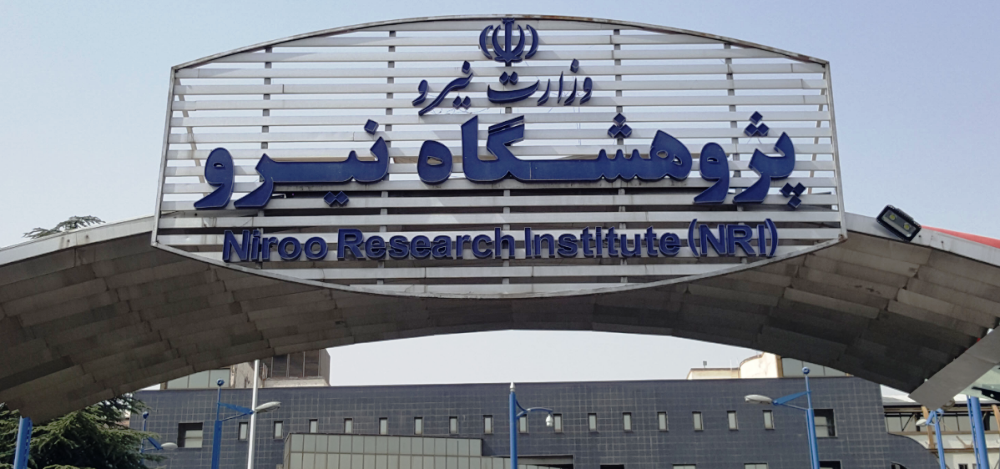 وزارت نیرو
پژوهشگاه نیرو
Niroo Research Institute (NRI)